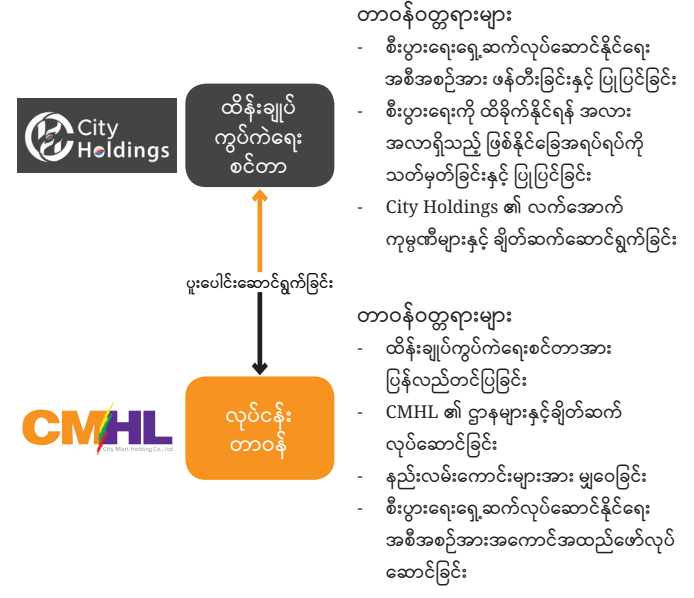 တာဝန်ဝတ္တရားများ
- စီးပွားရေးရှေ့ဆက်လုပ်ဆောင်နိုင်ရေး
အစီအစဉ်အား ဖန်တီးခြင်းနှင့် ပြုပြင်ခြင်း
- စီးပွားရေးကို ထိခိုက်နိုင်ရန် အလား
အလာရှိသည့် ဖြစ်နိုင်ခြေအရပ်ရပ်ကို
သတ်မှတ်ခြင်းနှင့် ပြုပြင်ခြင်း
- City Holdings ၏ လက်အောက်
ကုမ္ပဏီများနှင့် ချိတ်ဆက်ဆောင်ရွက်ခြင်း
City
Holdings
ထိန်းချုပ်
ကွပ်ကဲရေး
စင်တာ
ပူးပေါင်းဆောင်ရွက်ခြင်း
CMHL
City Mart Holding Co., Ltd.
လုပ်ငန်း
တာဝန်
တာဝန်ဝတ္တရားများ
- ထိန်းချုပ်ကွပ်ကဲရေးစင်တာအား
ပြန်လည်တင်ပြခြင်း
- CMHL ၏ ဌာနများနှင့်ချိတ်ဆက်
လုပ်ဆောင်ခြင်း
- နည်းလမ်းကောင်းများအား မျှဝေခြင်း
- စီးပွားရေးရှေ့ဆက်လုပ်ဆောင်နိုင်ရေး
အစီအစဉ်အားအကောင်အထည်ဖော်လုပ်
ဆောင်ခြင်း